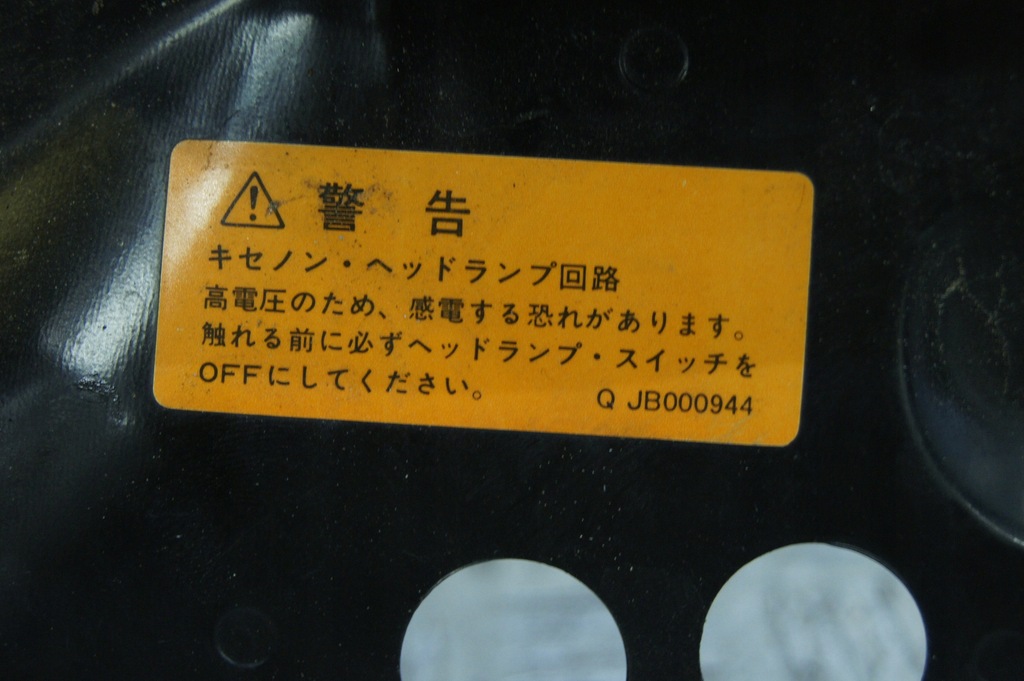 警告
キセノン・ヘッドランプ回路
高電圧のため、感電する恐れがあります。
触れる前に必ずヘッドランプ・スイッチを
OFFにしてください。
Q JB000944